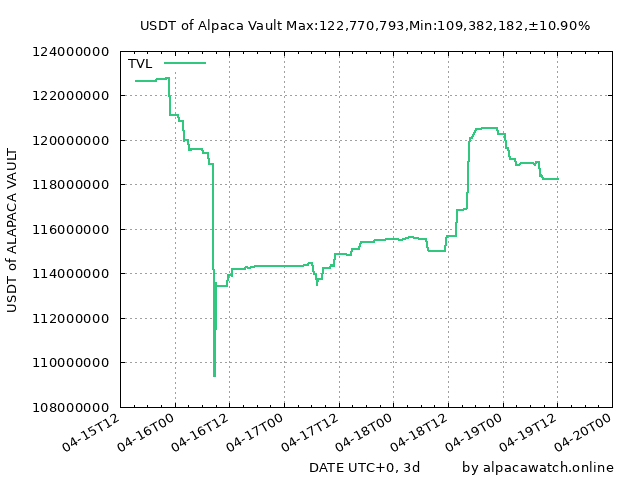 USDT of Alpaca Vault Max:122,770,793,Min:109,382,182,±10.90%
TVL
USDT of ALAPACA VAULT
124000000
122000000
120000000
118000000
116000000
114000000
112000000
110000000
108000000
04-15T12
04-16T00
04-16T12
04-17T00
04-17T12
04-18T00
04-18T12
04-19T00
04-19T12
04-20T00
DATE UTC+0, 3d
by alpacawatch.online